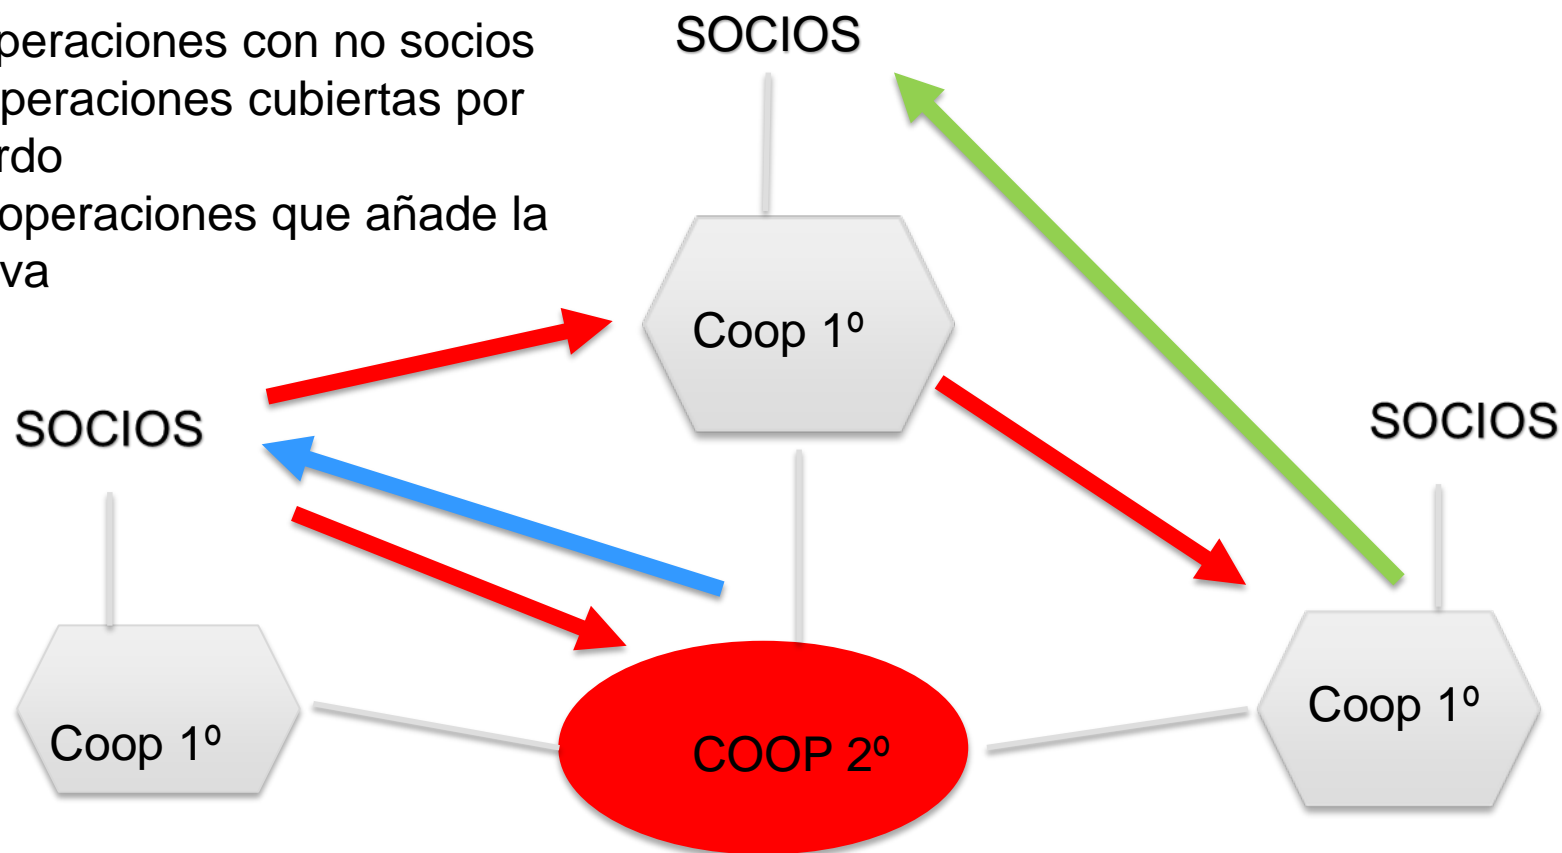 peraciones con no socios
peraciones cubiertas por
rdo
operaciones que añade la
va
SOCIOS
Coop 1º
SOCIOS
SOCIOS
Coop 1º
COOP 2º
Coop 1º